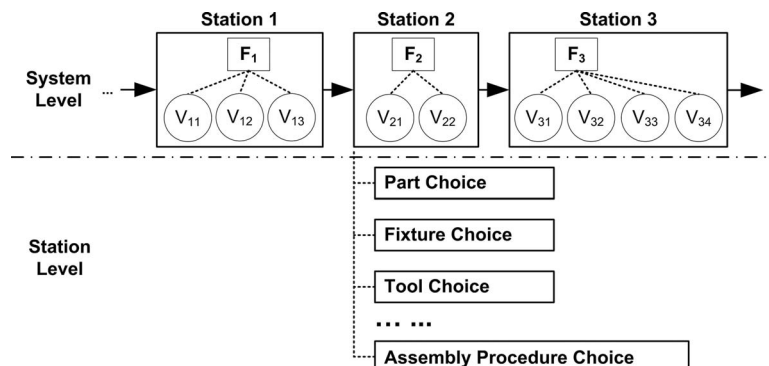 Station 1 Station 2 Station 3
F1 F2 F3
System
Level ...
V11 V12 V13 V21 V22 V31 V32 V33 V34
Part Choice
Fixture Choice
Station
Level
Tool Choice
... ...
Assembly Procedure Choice